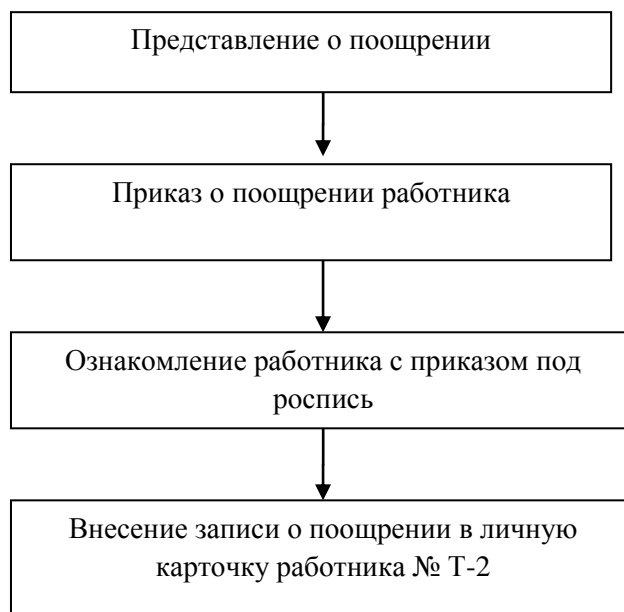 Представление о поощрении
Приказ о поощрении работника
Ознакомление работника с приказом под
роспись
Внесение записи о поощрении в личную
карточку работника № Т-2